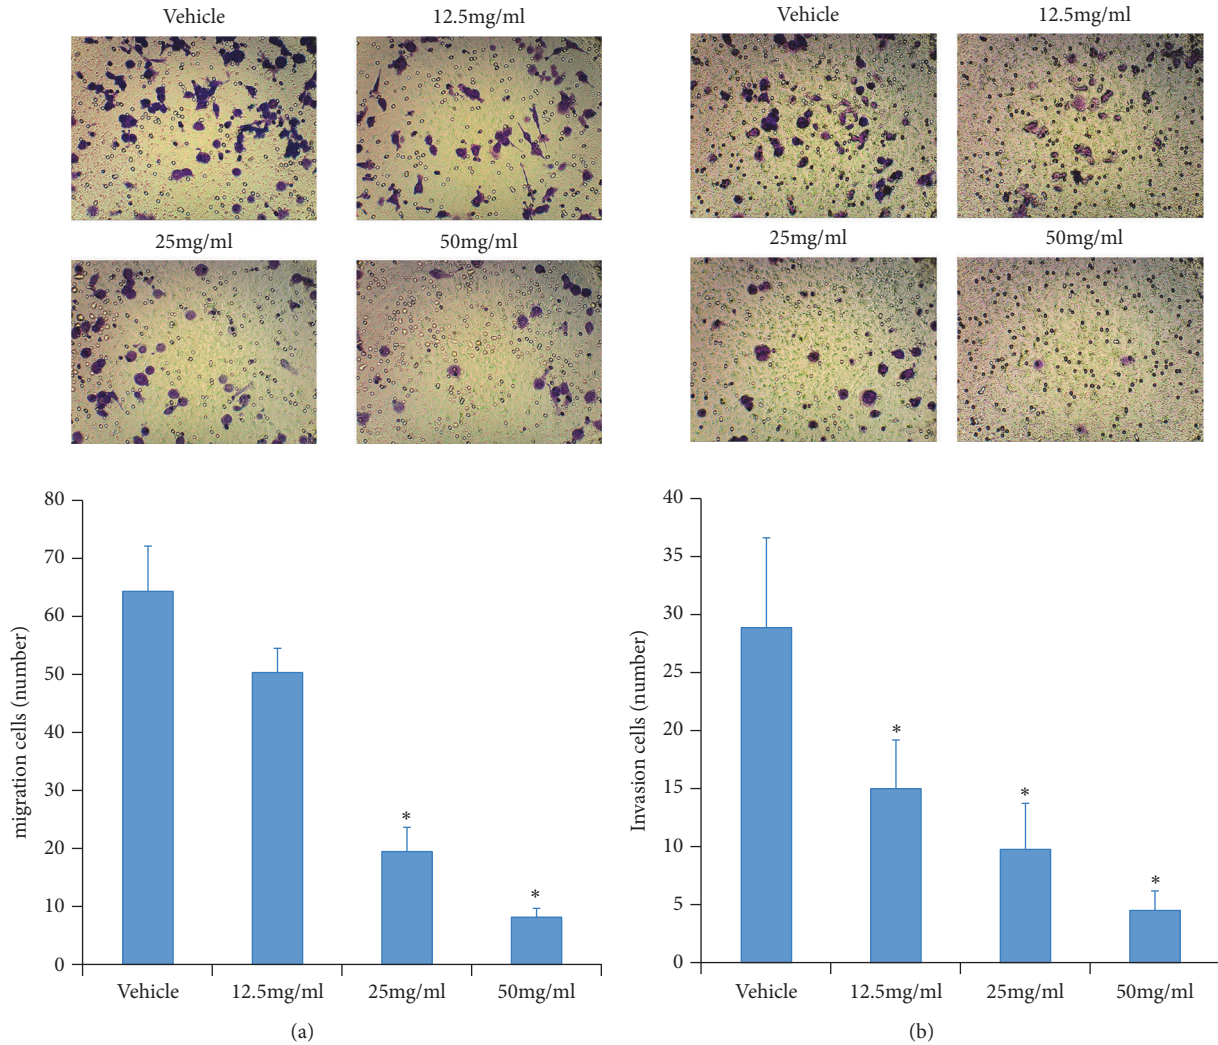 Vehicle
12.5mg/ml
25mg/ml
50mg/ml
80
70
60
50
40
30
20
10
0
migration cells (number)
*
*
Vehicle
12.5mg/ml
25mg/ml
50mg/ml
(a)
Vehicle
12.5mg/ml
25mg/ml
50mg/ml
40
35
30
25
20
15
10
5
0
Invasion cells (number)
*
*
*
Vehicle
12.5mg/ml
25mg/ml
50mg/ml
(b)